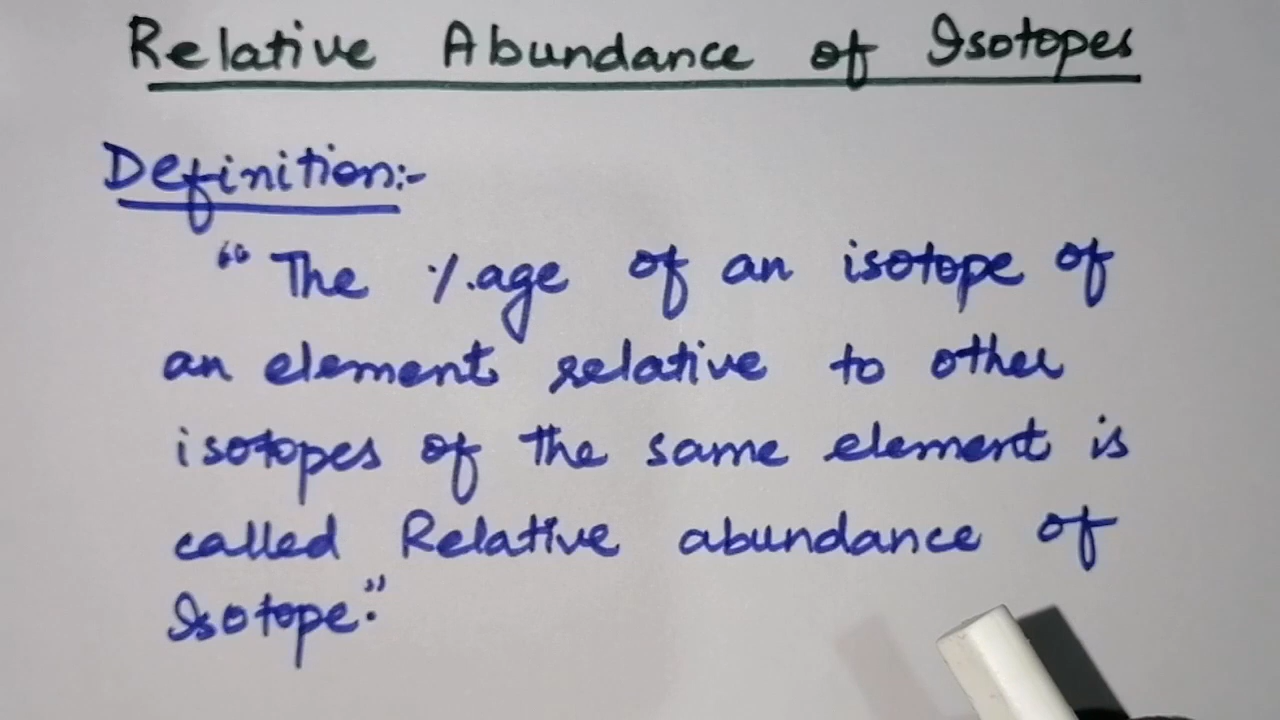 Relative Abundance of Isotopes
Definition:-
"The %age of an isotope of
an element relative to other
isotopes of the same element is
called Relative abundance of
Isotope."